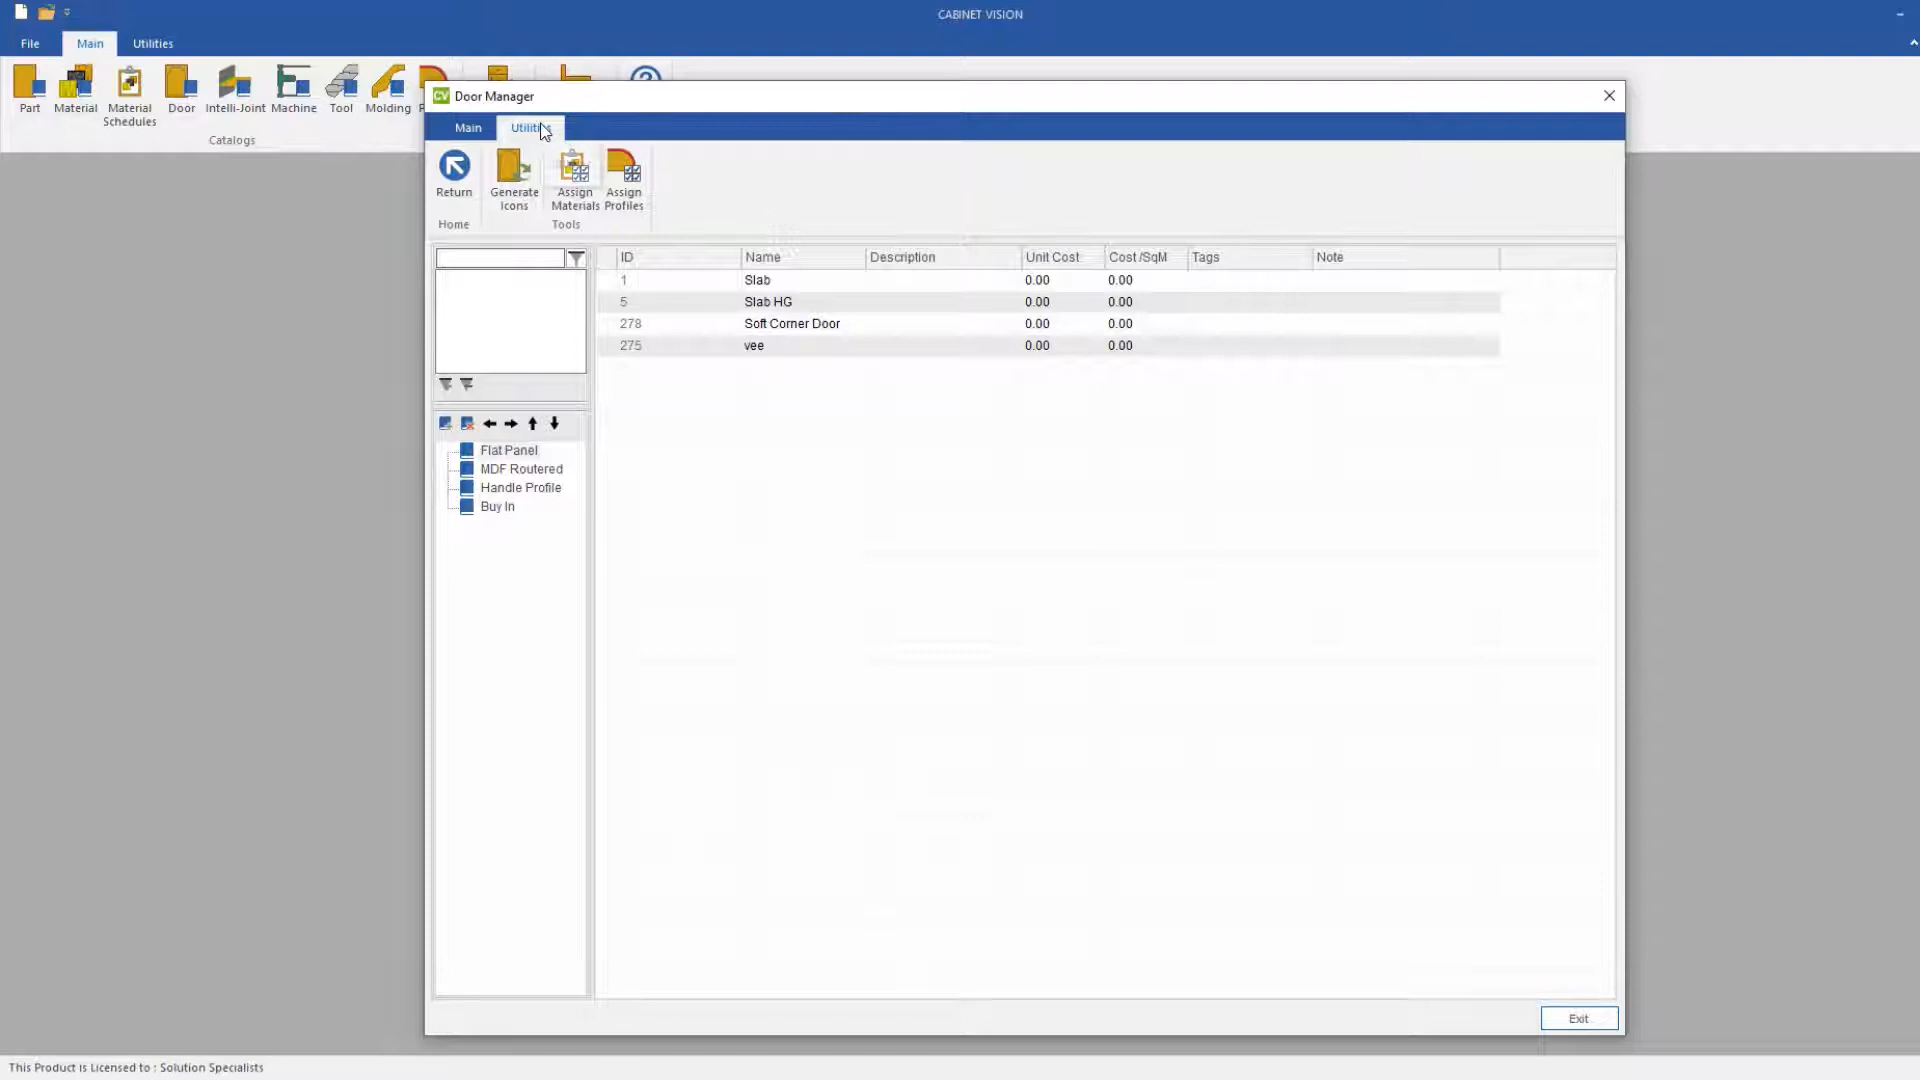 CABINET VISION
File Main Utilities
Part Material Material Schedules Door Intelli-Joint Machine Tool Molding
Catalogs
CV Door Manager
Main Utilities
Return Generate Icons Assign Materials Assign Profiles
Home Tools
ID Name Description Unit Cost Cost /SqM Tags Note
1 Slab 0.00 0.00
5 Slab HG 0.00 0.00
278 Soft Corner Door 0.00 0.00
275 vee 0.00 0.00
Flat Panel
MDF Routered
Handle Profile
Buy In
Exit
This Product is Licensed to : Solution Specialists